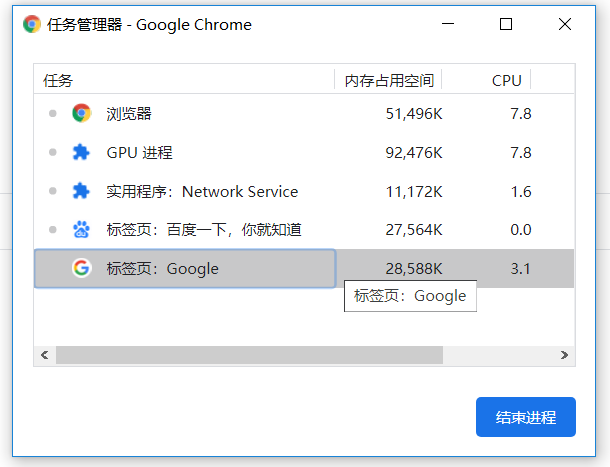 任务管理器 - Google Chrome
任务 内存占用空间 CPU
浏览器 51,496K 7.8
GPU 进程 92,476K 7.8
实用程序：Network Service 11,172K 1.6
标签页：百度一下，你就知道 27,564K 0.0
标签页：Google 28,588K 3.1
标签页：Google
结束进程